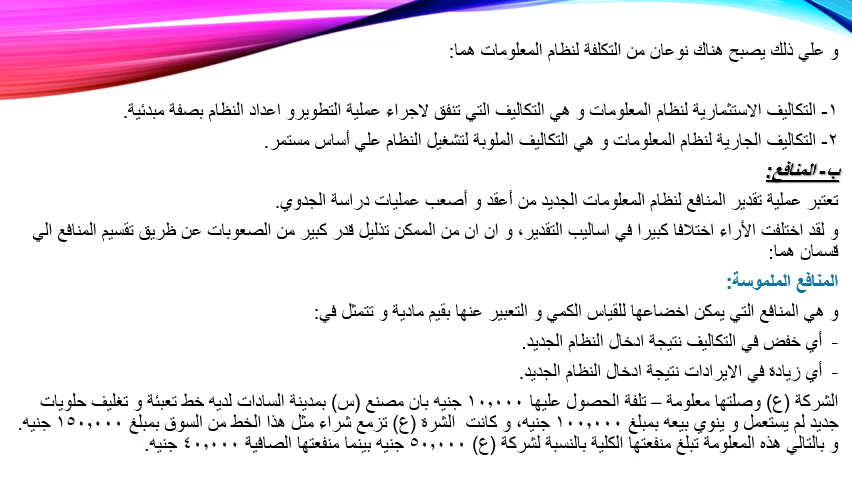 و علي ذلك يصبح هناك نوعان من التكلفة لنظام المعلومات هما:
١- التكاليف الاستثمارية لنظام المعلومات و هي التكاليف التي تنفق لاجراء عملية التطويرو اعداد النظام بصفة مبدئية.
٢- التكاليف الجارية لنظام المعلومات و هي التكاليف الملوبة لتشغيل النظام علي أساس مستمر.
ب- المنافع:
تعتبر عملية تقدير المنافع لنظام المعلومات الجديد من أعقد و أصعب عمليات دراسة الجدوي.
و لقد اختلفت الأراء اختلافا كبيرا في اساليب التقدير، و ان ان من الممكن تذليل قدر كبير من الصعوبات عن ظريق تقسيم المنافع الي
قسمان هما:
المنافع الملموسة:
و هي المنافع التي يمكن اخضاعها للقياس الكمي و التعبير عنها بقيم مادية و تتمثل في:
- أي خفض في التكاليف نتيجة ادخال النظام الجديد.
- أي زيادة في الايرادات نتيجة ادخال النظام الجديد.
الشركة (ع) وصلتها معلومة – تلفة الحصول عليها ١٠,٠٠٠ جنيه بان مصنع (س) بمدينة السادات لديه خط تعبئة و تغليف حلويات
جديد لم يستعمل و ينوي بيعه بمبلغ ١٠٠,٠٠٠ جنيه، و كانت الشرة (ع) تزمع شراء مثل هذا الخط من السوق بمبلغ ١٥٠,٠٠٠ جنيه.
و بالتالي هذه المعلومة تبلغ منفعتها الكلية بالنسبة لشركة (ع) ٥٠,٠٠٠ جنيه بينما منفعتها الصافية ٤٠,٠٠٠ جنيه.